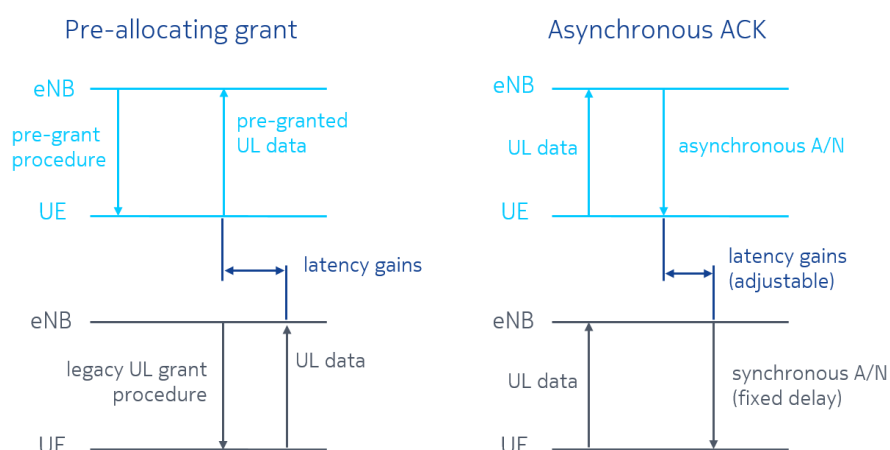 Pre-allocating grant
eNB
pre-grant
procedure
pre-granted
UL data
UE
latency gains
eNB
legacy UL grant
procedure
UL data
UE
Asynchronous ACK
eNB
UL data
asynchronous A/N
UE
latency gains
(adjustable)
eNB
UL data
synchronous A/N
(fixed delay)
UE